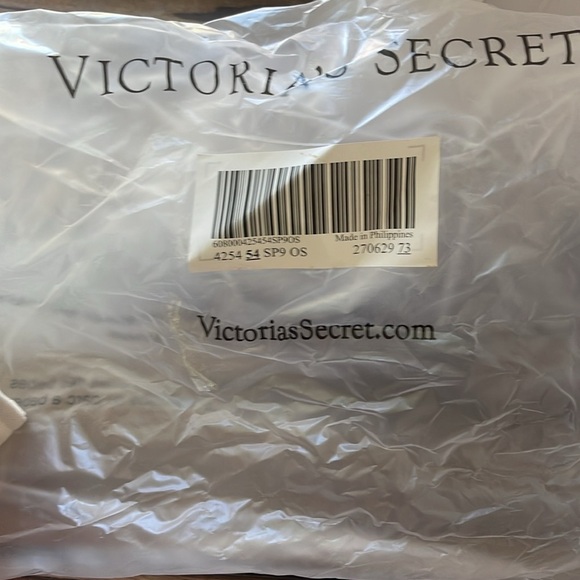 VICTORIA'S SECRET
608000425454SP9OS
Made in Philippines
4254 54 SP9 OS
270629 73
VictoriasSecret.com